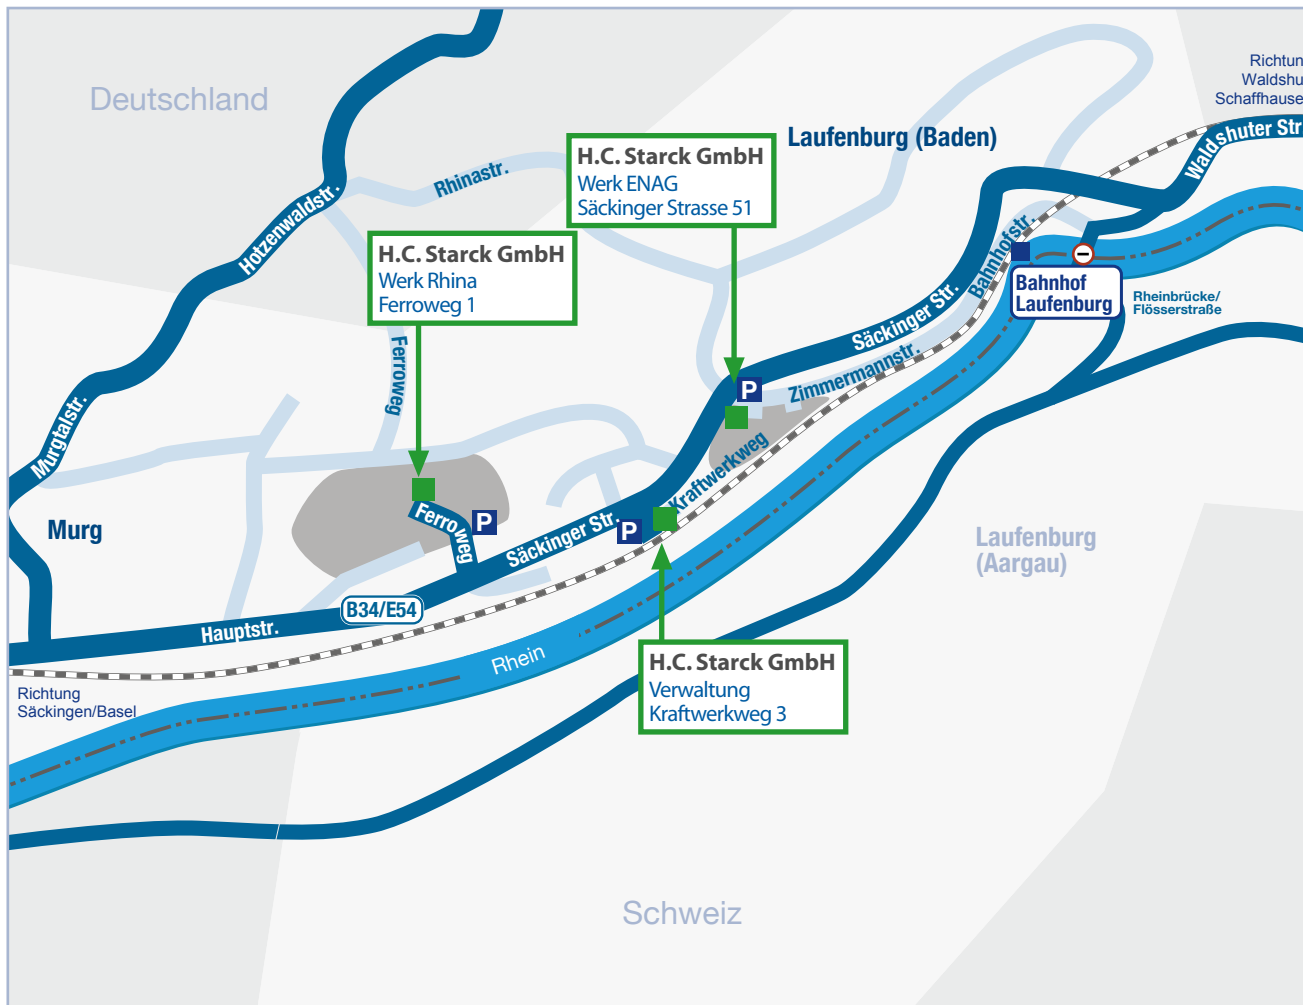 Deutschland
Richtun
Waldshu
Schaffhause
Waldshuter Str
Laufenburg (Baden)
H.C. Starck GmbH
Werk ENAG
Säckinger Strasse 51
Rhinastr.
Hotzenwaldstr.
H.C. Starck GmbH
Werk Rhina
Ferroweg 1
Bahnhofstr.
Bahnhof
Laufenburg
Rheinbrücke/
Flösserstraße
Säckinger Str.
Zimmermannstr.
Ferroweg
P
Murgtalstr.
Kraftwerkweg
Murg
Ferroweg
P
Säckinger Str.
P
Laufenburg
(Aargau)
B34/E54
Hauptstr.
Rhein
H.C. Starck GmbH
Verwaltung
Kraftwerkweg 3
Richtung
Säckingen/Basel
Schweiz